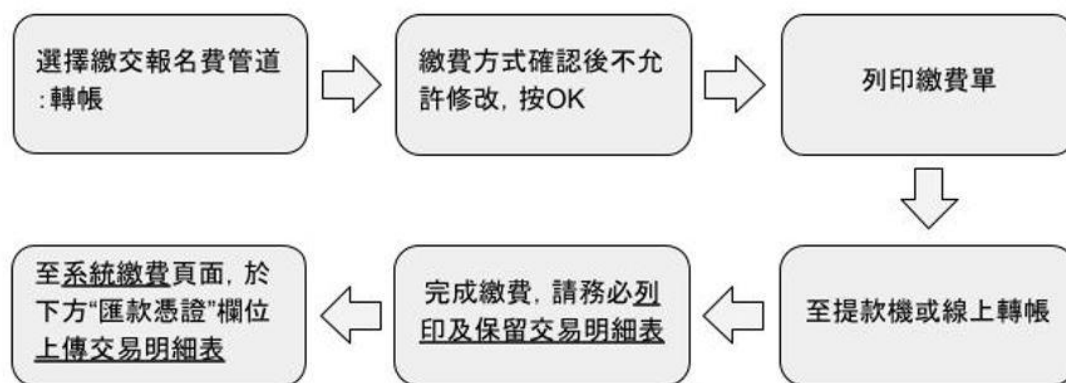 選擇繳交報名費管道
:轉帳
繳費方式確認後不允
許修改, 按OK
列印繳費單
至提款機或線上轉帳
完成繳費, 請務必列
印及保留交易明細表
至系統繳費頁面, 於
下方“匯款憑證”欄位
上傳交易明細表